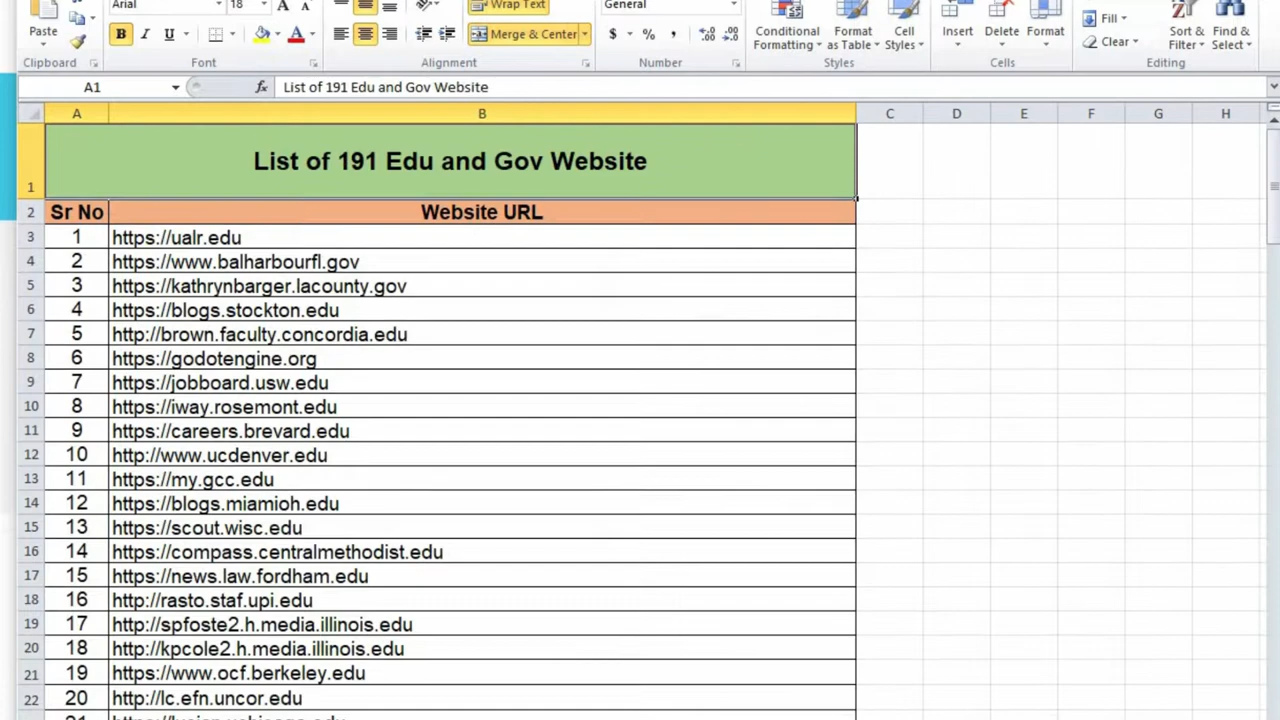 Arial 18 A A Wrap Text General
Paste B I U Merge & Center $ % , Conditional Formatting Format as Table Cell Styles Insert Delete Format Fill Clear Sort & Filter Find & Select
Clipboard Font Alignment Number Styles Cells Editing
A1 fx List of 191 Edu and Gov Website
A B C D E F G H
1 List of 191 Edu and Gov Website
2 Sr No Website URL
3 1 https://ualr.edu
4 2 https://www.balharbourfl.gov
5 3 https://kathrynbarger.lacounty.gov
6 4 https://blogs.stockton.edu
7 5 http://brown.faculty.concordia.edu
8 6 https://godotengine.org
9 7 https://jobboard.usw.edu
10 8 https://iway.rosemont.edu
11 9 https://careers.brevard.edu
12 10 http://www.ucdenver.edu
13 11 https://my.gcc.edu
14 12 https://blogs.miamioh.edu
15 13 https://scout.wisc.edu
16 14 https://compass.centralmethodist.edu
17 15 https://news.law.fordham.edu
18 16 http://rasto.staf.upi.edu
19 17 http://spfoste2.h.media.illinois.edu
20 18 http://kpcole2.h.media.illinois.edu
21 19 https://www.ocf.berkeley.edu
22 20 http://lc.efn.uncor.edu